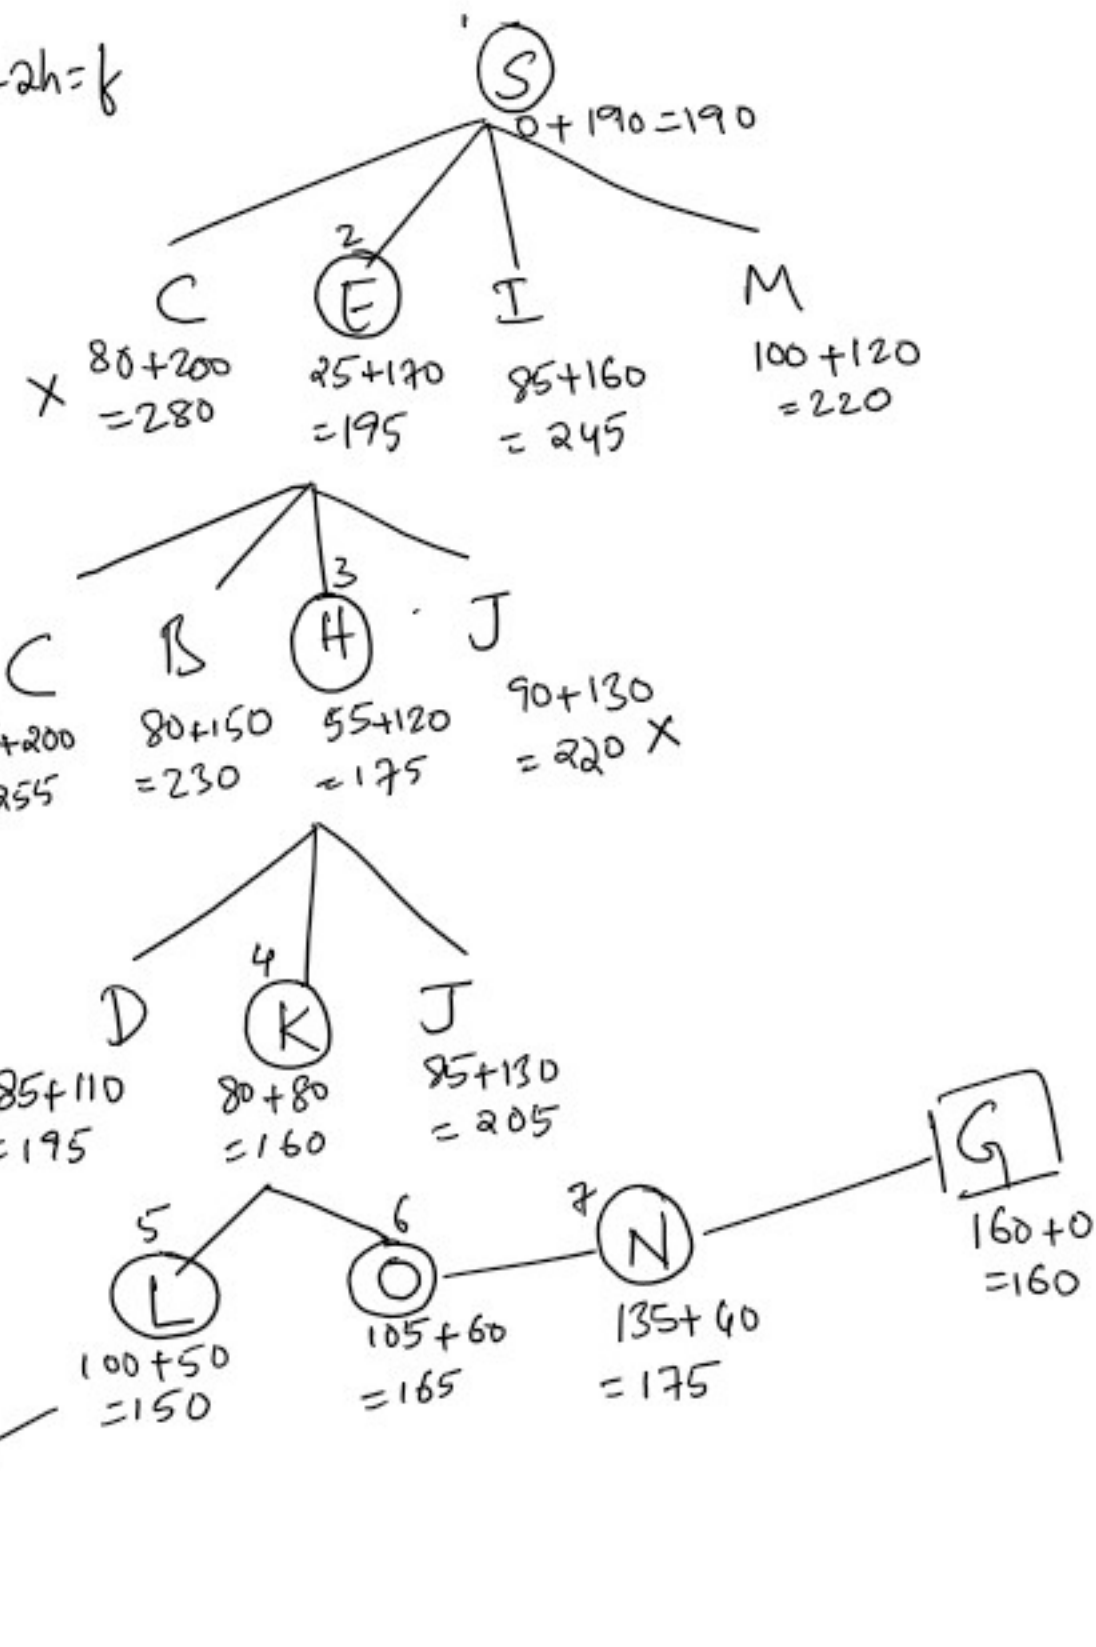 -2h=f
1
S
0+190=190
2
C E I M
80+200 25+170 85+160 100+120
X =280 =195 =245 =220
3
C B H J
+200 80+150 55+120 90+130
255 =230 =175 =220 X
4
D K J
85+110 80+80 85+130
=195 =160 =205
G
160+0
=160
5 6 7
L O N
100+50 105+60 135+40
=150 =165 =175